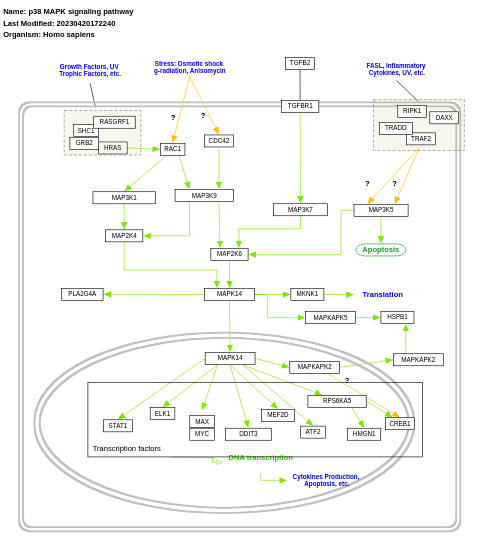 Name: p38 MAPK signaling pathway
Last Modified: 20230420172240
Organism: Homo sapiens
Growth Factors, UV
Trophic Factors, etc.
Stress: Osmotic shock
g-radiation, Anisomycin
TGFB2
FASL, Inflammatory
Cytokines, UV, etc.
TGFBR1
RIPK1
DAXX
RASGRF1
SHC1
TRADD
TRAF2
GRB2
HRAS
?
?
RAC1
CDC42
?
?
MAP3K1
MAP3K9
MAP3K7
MAP3K5
MAP2K4
MAP2K6
Apoptosis
PLA2G4A
MAPK14
MKNK1
Translation
MAPKAPK5
HSPB1
MAPK14
MAPKAPK2
MAPKAPK2
?
RPS6KA5
STAT1
ELK1
MAX
MYC
DDIT3
MEF2D
ATF2
HMGN1
CREB1
Transcription factors
DNA transcription
Cytokines Production,
Apoptosis, etc.